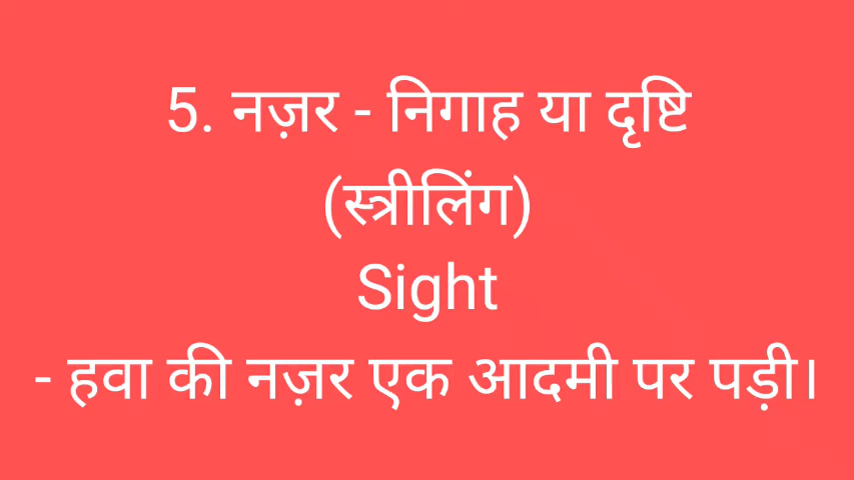 5. नज़र - निगाह या दृष्टि
(स्त्रीलिंग)
Sight
- हवा की नज़र एक आदमी पर पड़ी।